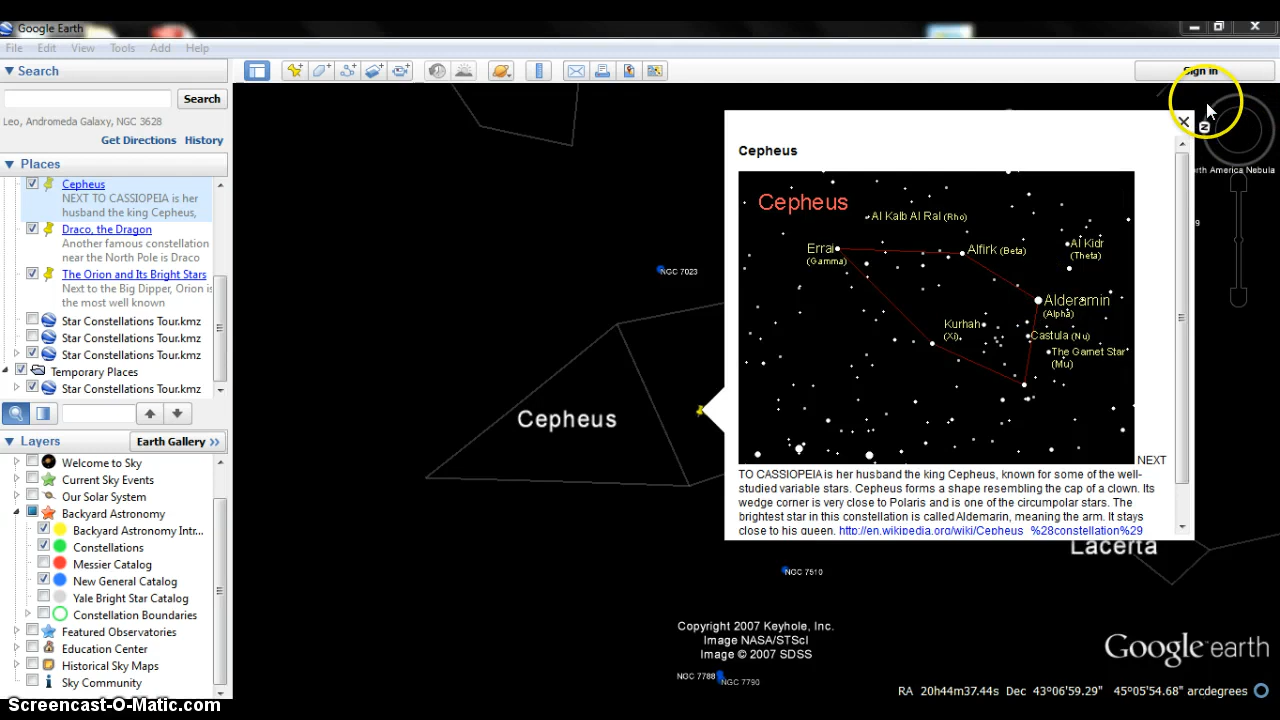 Google Earth
File Edit View Tools Add Help
Search
Sign in
Search
Leo, Andromeda Galaxy, NGC 3628
Get Directions History
Places
Cepheus
NEXT TO CASSIOPEIA is her
husband the king Cepheus,
Draco, the Dragon
Another famous constellation
near the North Pole is Draco
The Orion and Its Bright Stars
Next to the Big Dipper, Orion is
the most well known
Star Constellations Tour.kmz
Star Constellations Tour.kmz
Star Constellations Tour.kmz
Temporary Places
Star Constellations Tour.kmz
Layers
Earth Gallery >>
Welcome to Sky
Current Sky Events
Our Solar System
Backyard Astronomy
Backyard Astronomy Intr...
Constellations
Messier Catalog
New General Catalog
Yale Bright Star Catalog
Constellation Boundaries
Featured Observatories
Education Center
Historical Sky Maps
Sky Community
Screencast-O-Matic.com
NGC 7023
Cepheus
Cepheus
Cepheus
Al Kalb Al Rai (Rho)
Errai
(Gamma)
Alfirk (Beta)
Al Kidr
(Theta)
Alderamin
(Alpha)
Kurhah
(Xi)
Castula (Nu)
The Garnet Star
(Mu)
NEXT
TO CASSIOPEIA is her husband the king Cepheus, known for some of the well-
studied variable stars. Cepheus forms a shape resembling the cap of a clown. Its
wedge corner is very close to Polaris and is one of the circumpolar stars. The
brightest star in this constellation is called Aldemarin, meaning the arm. It stays
close to his queen. http://en.wikipedia.org/wiki/Cepheus_%28constellation%29
N
rth America Nebula
Lacerta
NGC 7510
Copyright 2007 Keyhole, Inc.
Image NASA/STScI
Image © 2007 SDSS
NGC 7788
NGC 7790
Google earth
RA 20h44m37.44s Dec 43°06'59.29" 45°05'54.68" arcdegrees